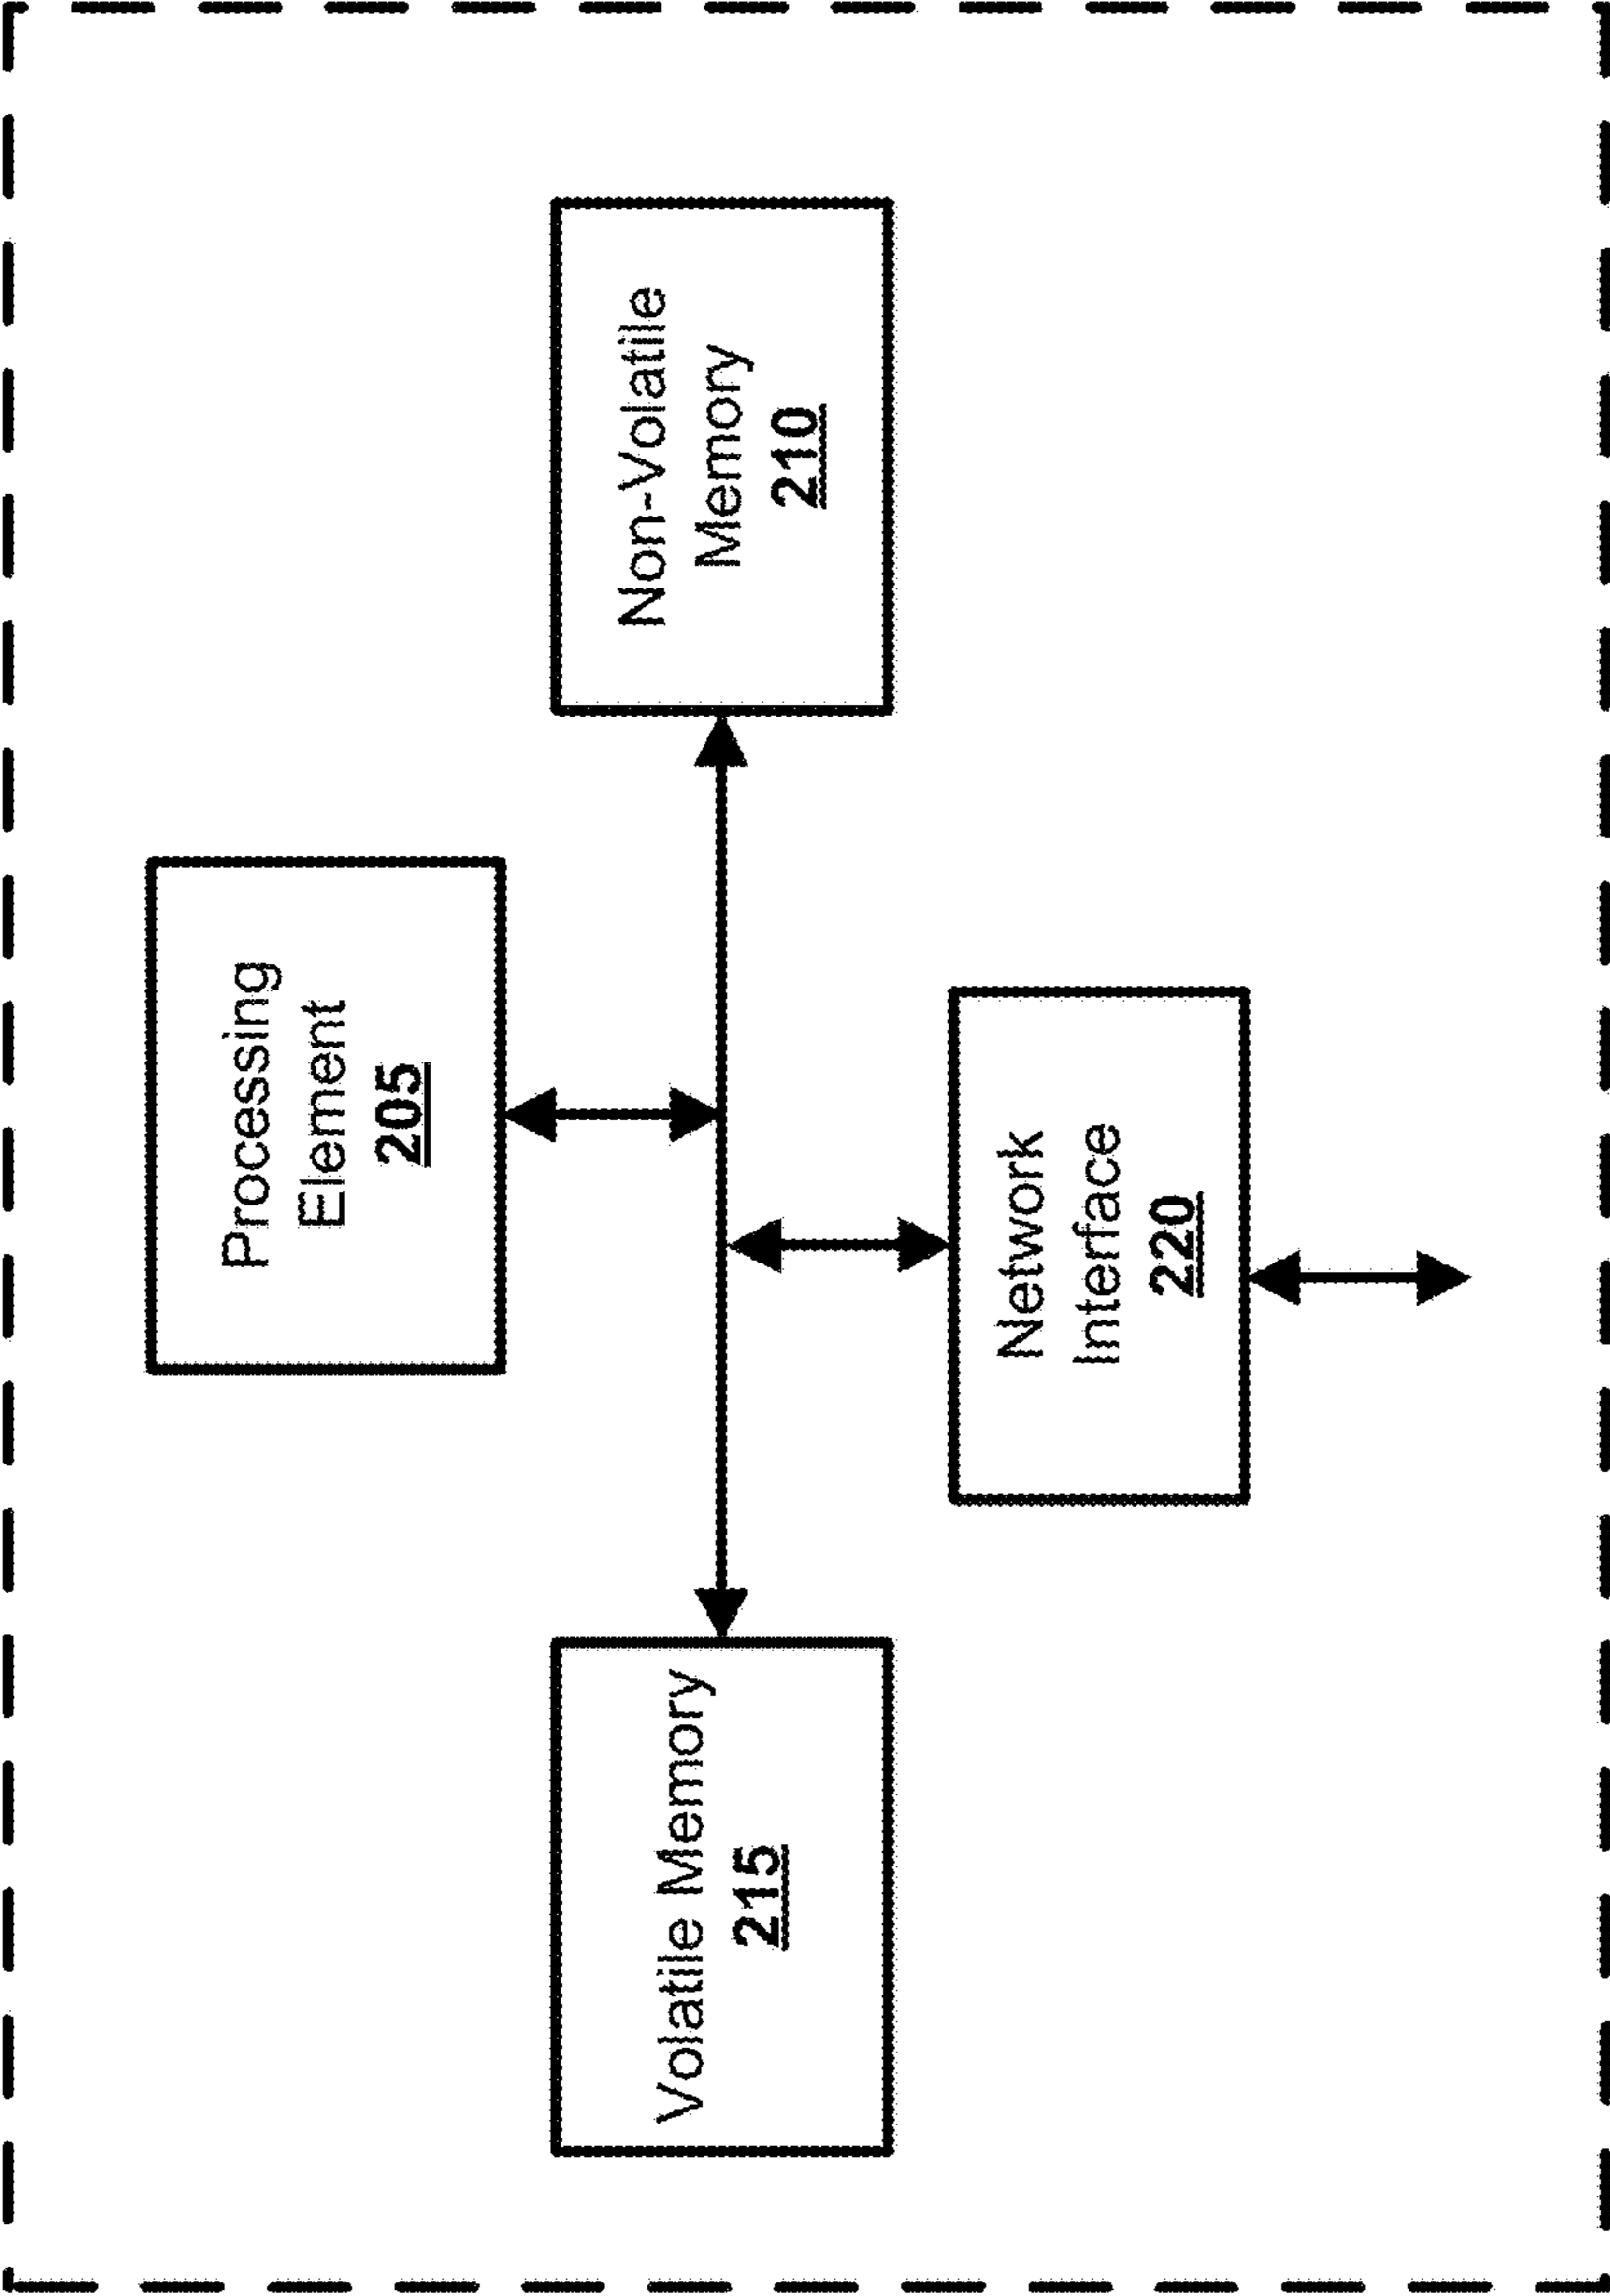 Processing
Element
205
Volatile Memory
215
Non-Volatile
Memory
210
Network
Interface
220